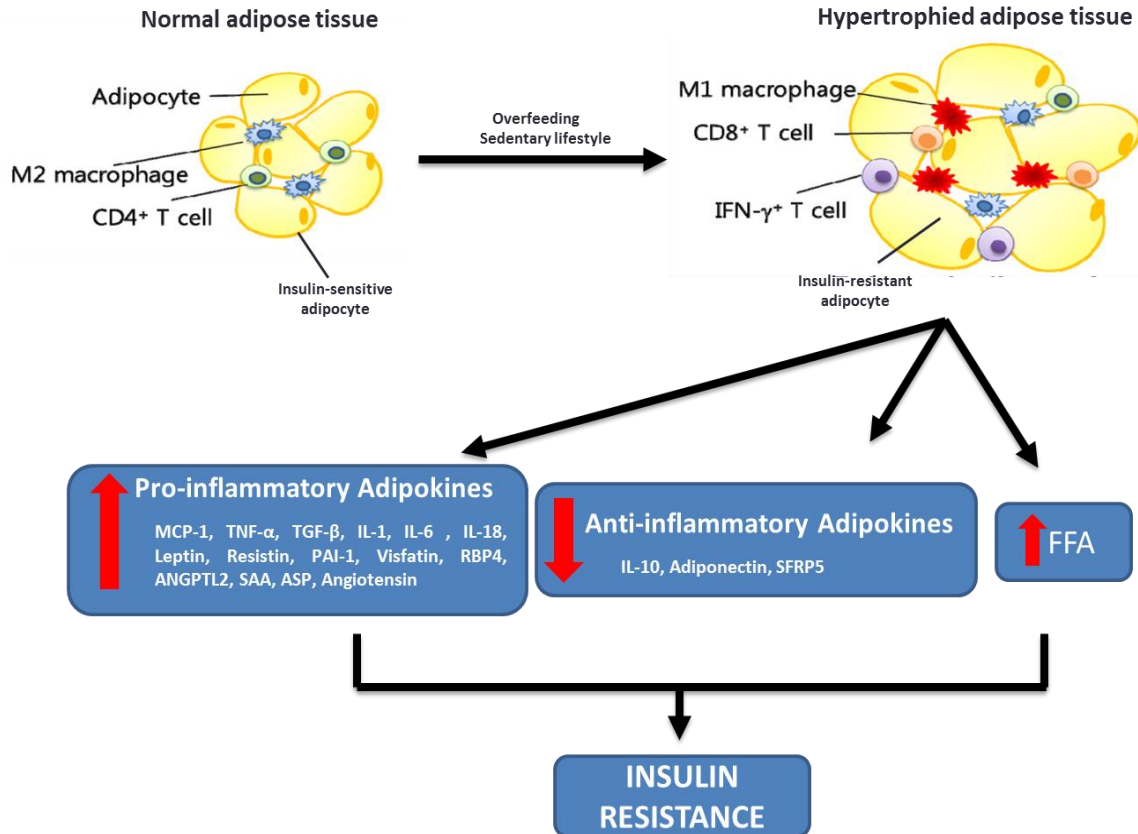 Normal adipose tissue
Hypertrophied adipose tissue
Adipocyte
M2 macrophage
CD4⁺ T cell
Insulin-sensitive
adipocyte
Overfeeding
Sedentary lifestyle
M1 macrophage
CD8⁺ T cell
IFN-γ⁺ T cell
Insulin-resistant
adipocyte
Pro-inflammatory Adipokines
MCP-1, TNF-α, TGF-β, IL-1, IL-6 , IL-18,
Leptin, Resistin, PAI-1, Visfatin, RBP4,
ANGPTL2, SAA, ASP, Angiotensin
Anti-inflammatory Adipokines
IL-10, Adiponectin, SFRP5
FFA
INSULIN
RESISTANCE